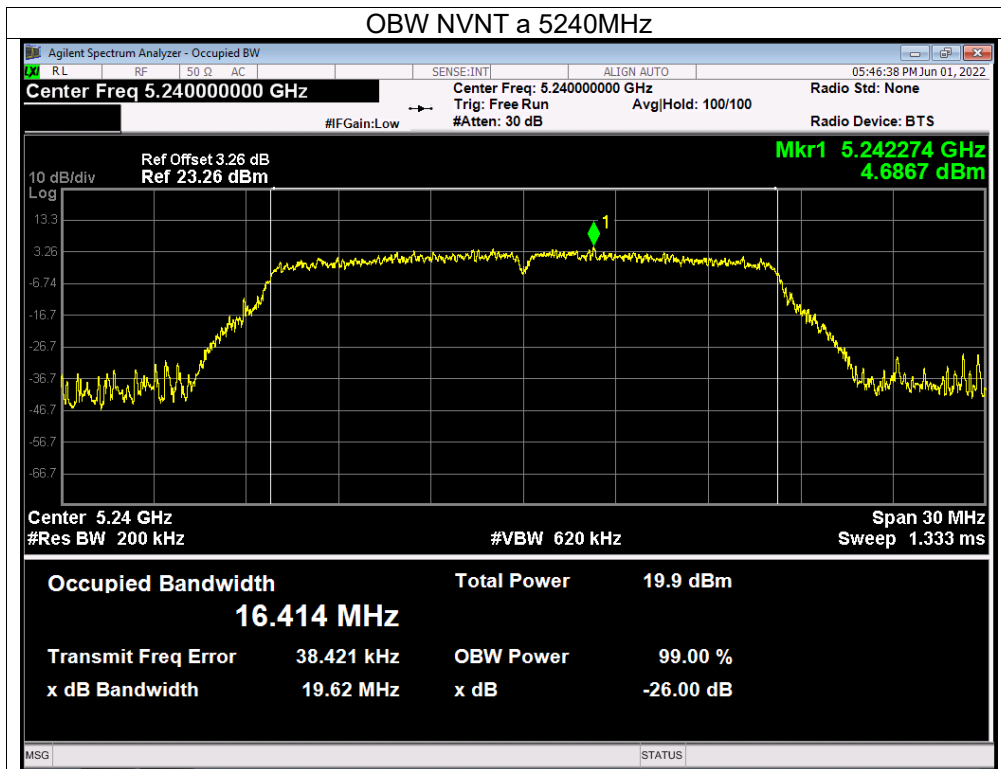 OBW NVNT a 5240MHz
Agilent Spectrum Analyzer - Occupied BW
LXI RL RF 50 Ω AC SENSE:INT ALIGN AUTO 05:46:38 PM Jun 01, 2022
Center Freq 5.240000000 GHz Center Freq: 5.240000000 GHz Radio Std: None
Trig: Free Run Avg|Hold: 100/100
#IFGain:Low #Atten: 30 dB Radio Device: BTS
Mkr1 5.242274 GHz
4.6867 dBm
Ref Offset 3.26 dB
10 dB/div Ref 23.26 dBm
Log
13.3
1
3.26
-6.74
-16.7
-26.7
-36.7
-46.7
-56.7
-66.7
Center 5.24 GHz Span 30 MHz
#Res BW 200 kHz #VBW 620 kHz Sweep 1.333 ms
Occupied Bandwidth Total Power 19.9 dBm
16.414 MHz
Transmit Freq Error 38.421 kHz OBW Power 99.00 %
x dB Bandwidth 19.62 MHz x dB -26.00 dB
MSG STATUS